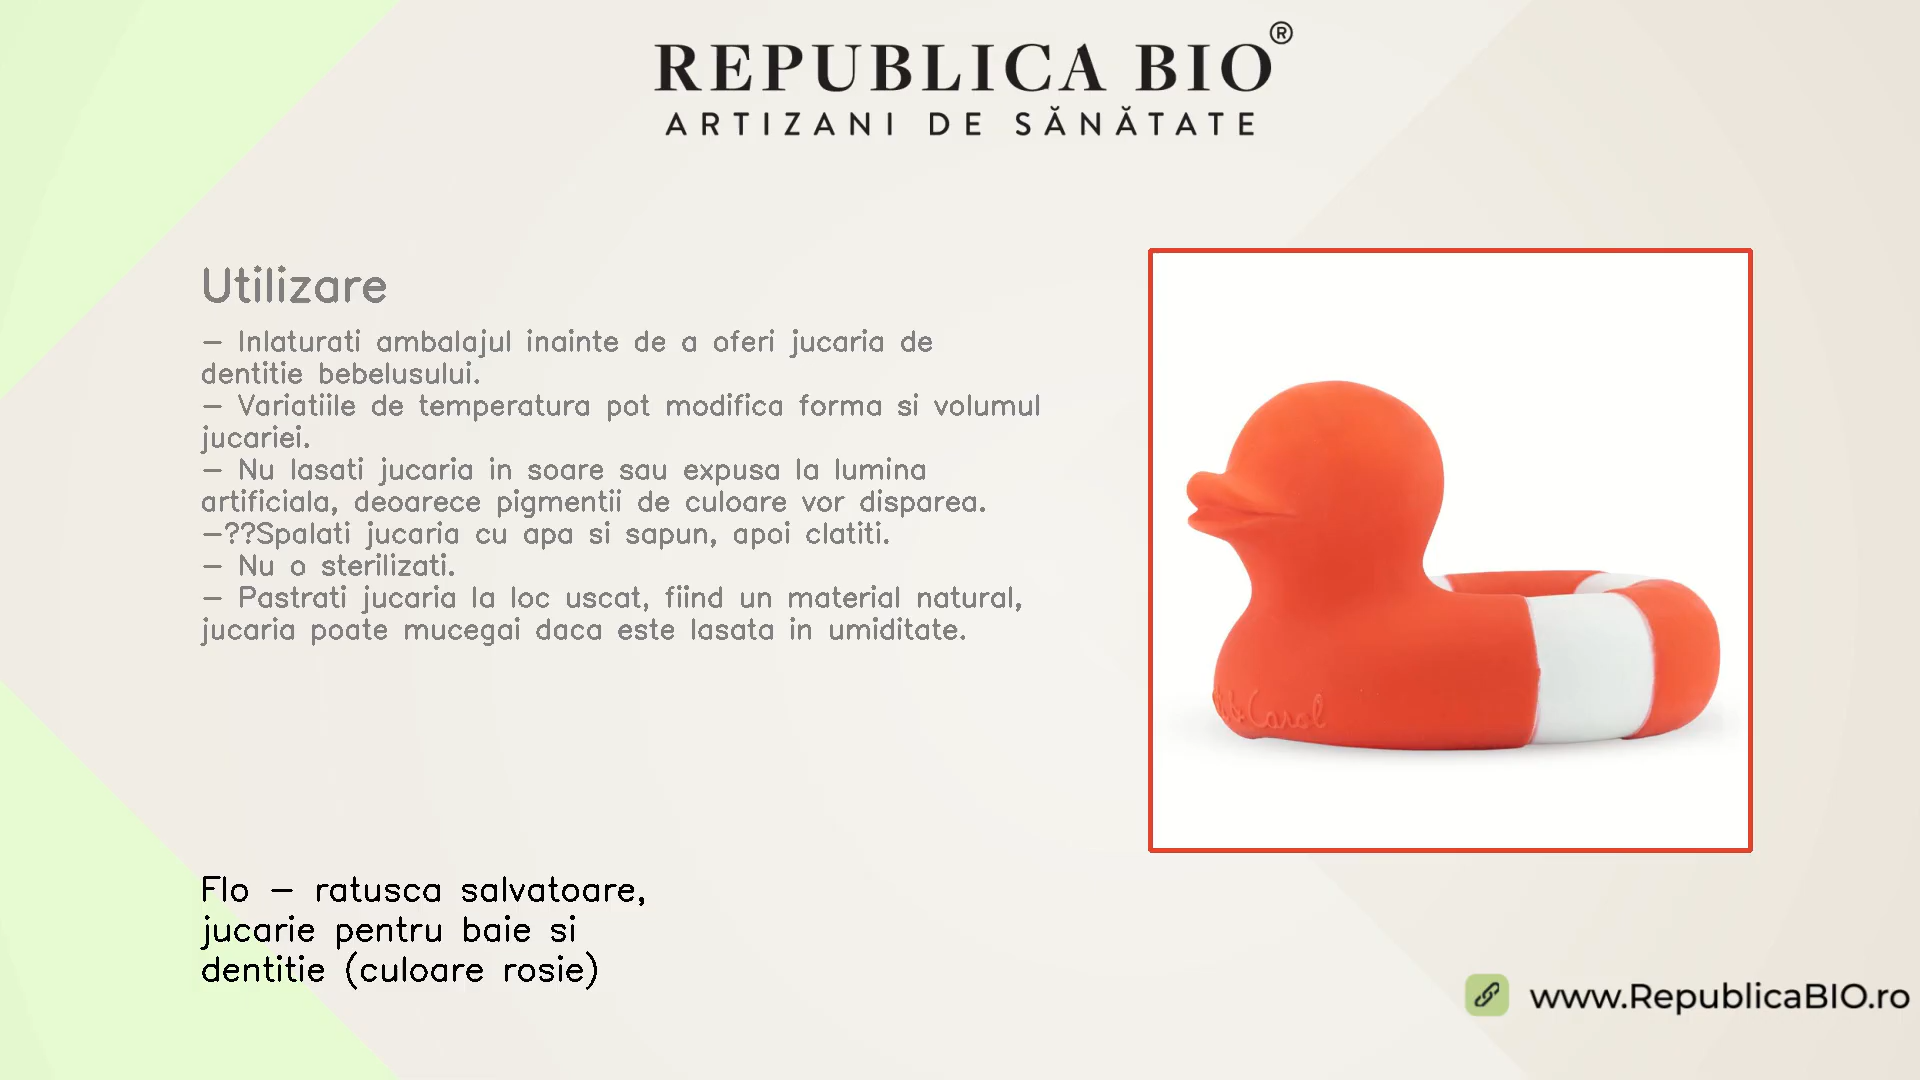 REPUBLICA BIO®
ARTIZANI DE SĂNĂTATE
Utilizare
- Inlaturati ambalajul inainte de a oferi jucaria de
dentitie bebelusului.
- Variatiile de temperatura pot modifica forma si volumul
jucariei.
- Nu lasati jucaria in soare sau expusa la lumina
artificiala, deoarece pigmentii de culoare vor disparea.
-??Spalati jucaria cu apa si sapun, apoi clatiti.
- Nu o sterilizati.
- Pastrati jucaria la loc uscat, fiind un material natural,
jucaria poate mucegai daca este lasata in umiditate.
Carol
Flo - ratusca salvatoare,
jucarie pentru baie si
dentitie (culoare rosie)
www.RepublicaBIO.ro